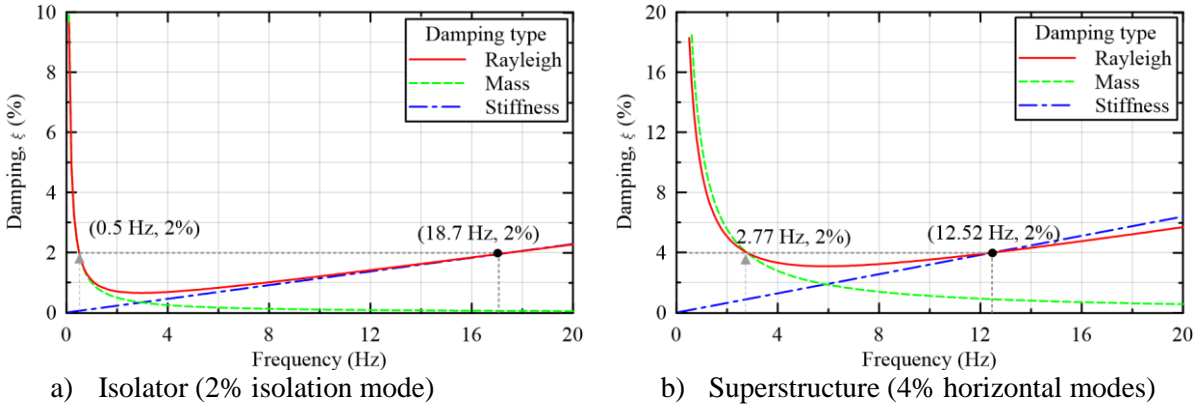 10
8
6
4
2
0
Damping, ξ (%)
Damping type
Rayleigh
Mass
Stiffness
(0.5 Hz, 2%)
(18.7 Hz, 2%)
0 4 8 12 16 20
Frequency (Hz)
a) Isolator (2% isolation mode)
20
16
12
8
4
0
Damping, ξ (%)
Damping type
Rayleigh
Mass
Stiffness
2.77 Hz, 2%)
(12.52 Hz, 2%)
0 4 8 12 16 20
Frequency (Hz)
b) Superstructure (4% horizontal modes)